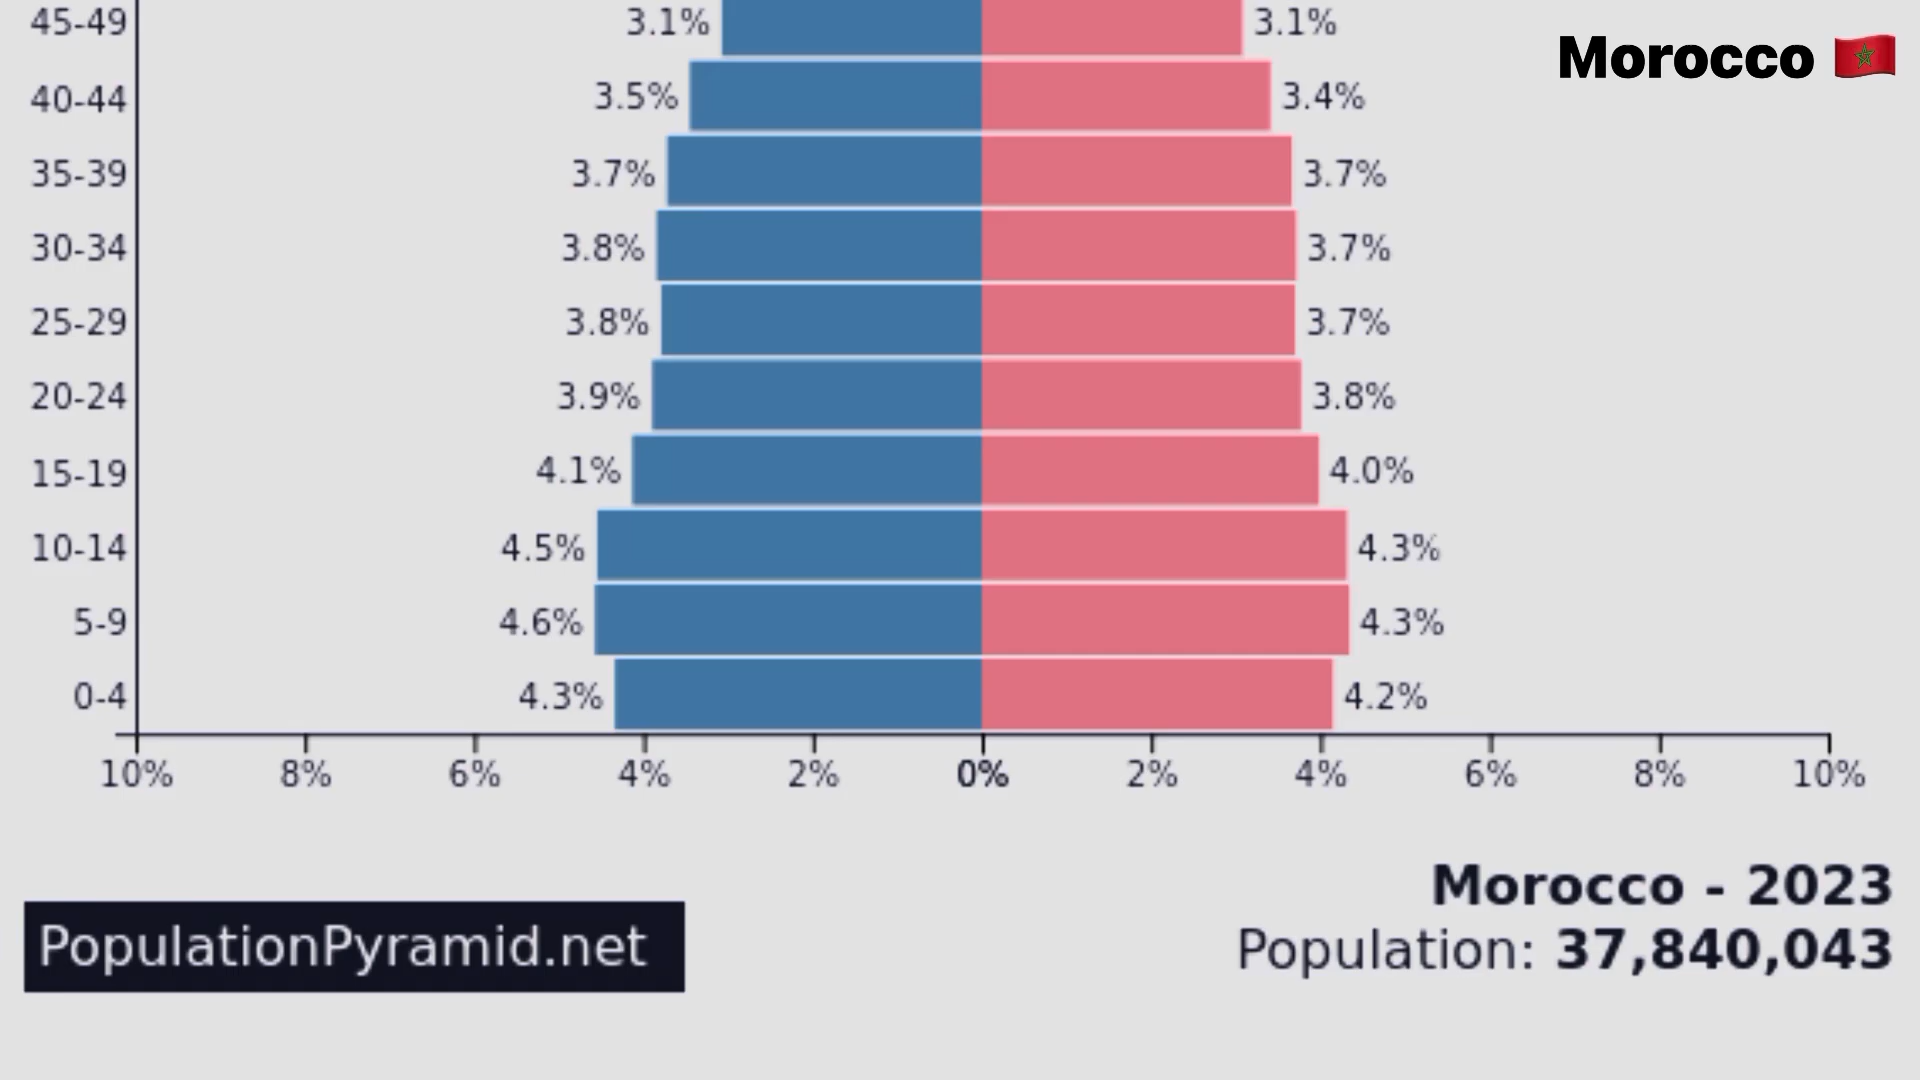 45-49 3.1% 3.1%
Morocco 🇲🇦
40-44 3.5% 3.4%
35-39 3.7% 3.7%
30-34 3.8% 3.7%
25-29 3.8% 3.7%
20-24 3.9% 3.8%
15-19 4.1% 4.0%
10-14 4.5% 4.3%
5-9 4.6% 4.3%
0-4 4.3% 4.2%
10% 8% 6% 4% 2% 0% 2% 4% 6% 8% 10%
Morocco - 2023
PopulationPyramid.net
Population: 37,840,043